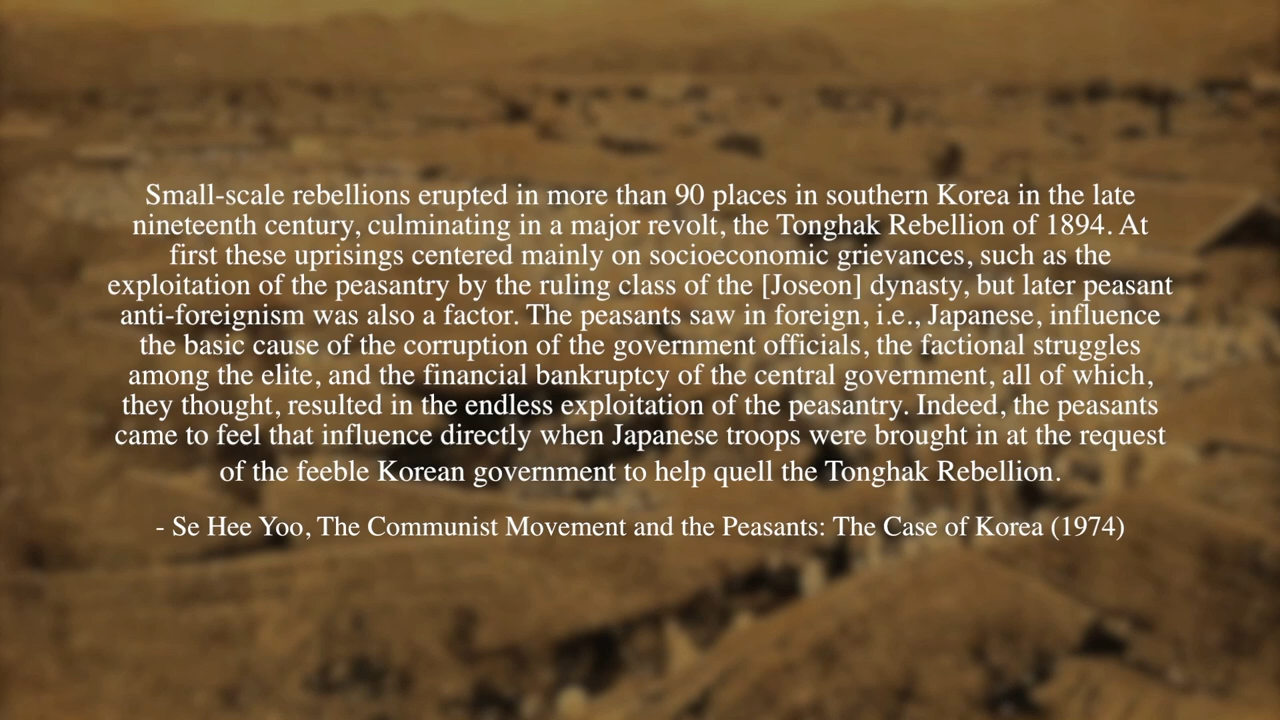 Small-scale rebellions erupted in more than 90 places in southern Korea in the late
nineteenth century, culminating in a major revolt, the Tonghak Rebellion of 1894. At
first these uprisings centered mainly on socioeconomic grievances, such as the
exploitation of the peasantry by the ruling class of the [Joseon] dynasty, but later peasant
anti-foreignism was also a factor. The peasants saw in foreign, i.e., Japanese, influence
the basic cause of the corruption of the government officials, the factional struggles
among the elite, and the financial bankruptcy of the central government, all of which,
they thought, resulted in the endless exploitation of the peasantry. Indeed, the peasants
came to feel that influence directly when Japanese troops were brought in at the request
of the feeble Korean government to help quell the Tonghak Rebellion.
- Se Hee Yoo, The Communist Movement and the Peasants: The Case of Korea (1974)